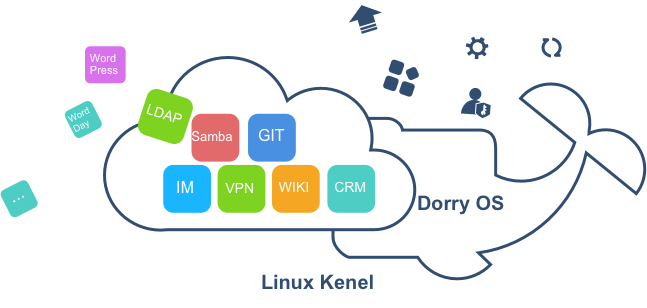 Word
Press
Word
Day
LDAP
Samba
GIT
IM
VPN
WIKI
CRM
...
Dorry OS
Linux Kenel